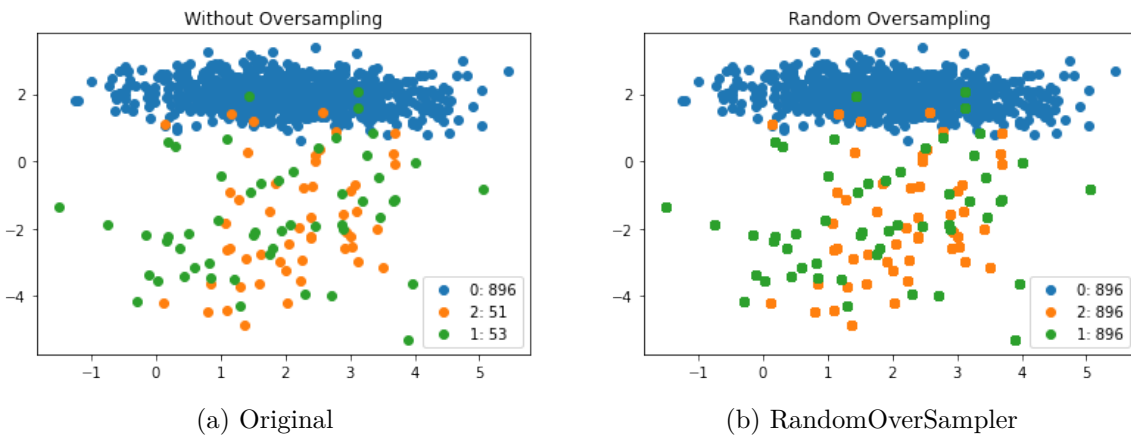 Without Oversampling
2
0
−2
−4
−1 0 1 2 3 4 5
0: 896
2: 51
1: 53
(a) Original
Random Oversampling
2
0
−2
−4
−1 0 1 2 3 4 5
0: 896
2: 896
1: 896
(b) RandomOverSampler